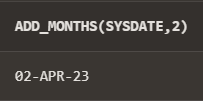 ADD_MONTHS(SYSDATE,2)
02-APR-23